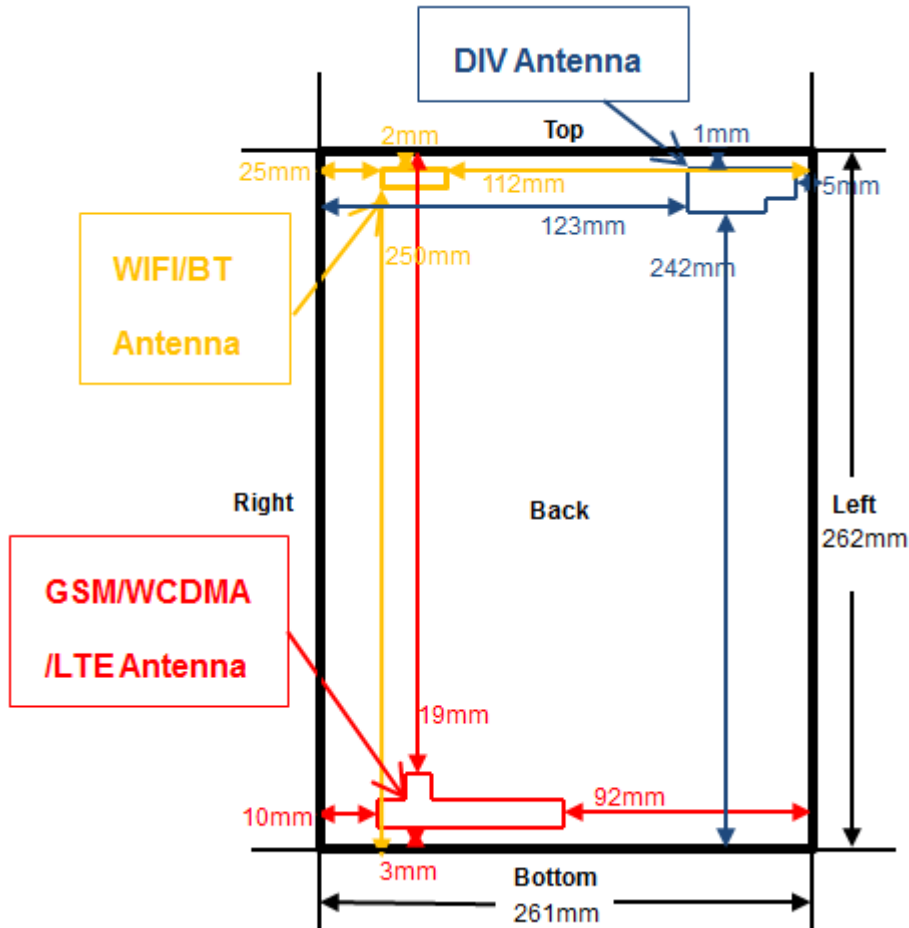 DIV Antenna
Top
2mm
1mm
25mm
112mm
5mm
123mm
250mm
242mm
WIFI/BT
Antenna
Right
Back
Left
262mm
GSM/WCDMA
/LTE Antenna
19mm
10mm
92mm
3mm
Bottom
261mm